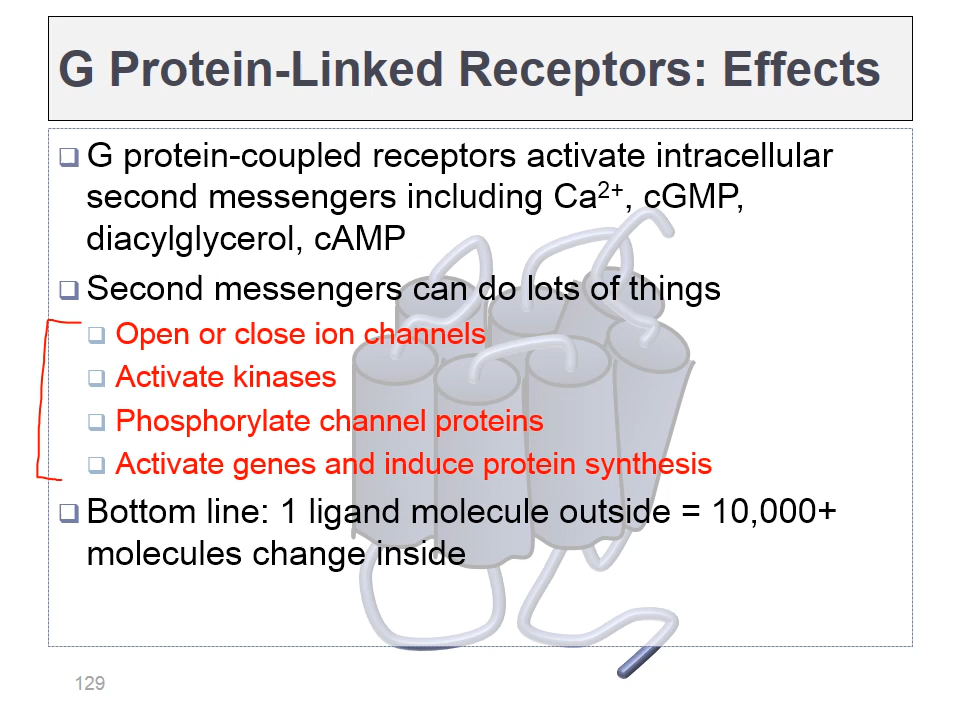 G Protein-Linked Receptors: Effects
G protein-coupled receptors activate intracellular
second messengers including Ca²⁺, cGMP,
diacylglycerol, cAMP
Second messengers can do lots of things
Open or close ion channels
Activate kinases
Phosphorylate channel proteins
Activate genes and induce protein synthesis
Bottom line: 1 ligand molecule outside = 10,000+
molecules change inside
129